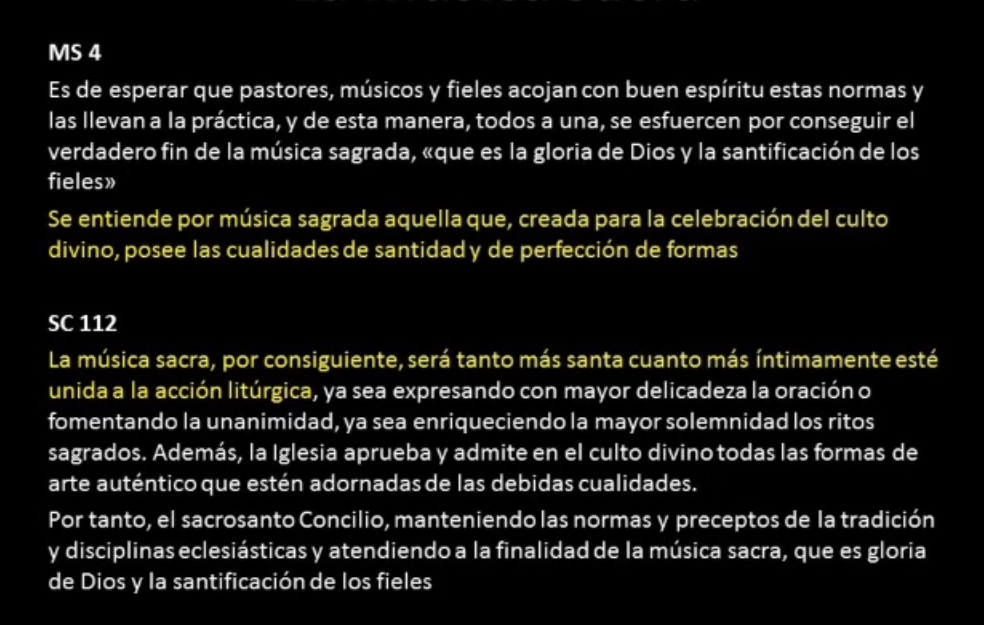 MS 4
Es de esperar que pastores, músicos y fieles acojan con buen espíritu estas normas y
las llevan a la práctica, y de esta manera, todos a una, se esfuercen por conseguir el
verdadero fin de la música sagrada, «que es la gloria de Dios y la santificación de los
fieles»
Se entiende por música sagrada aquella que, creada para la celebración del culto
divino, posee las cualidades de santidad y de perfección de formas
SC 112
La música sacra, por consiguiente, será tanto más santa cuanto más íntimamente esté
unida a la acción litúrgica, ya sea expresando con mayor delicadeza la oración o
fomentando la unanimidad, ya sea enriqueciendo la mayor solemnidad los ritos
sagrados. Además, la Iglesia aprueba y admite en el culto divino todas las formas de
arte auténtico que estén adornadas de las debidas cualidades.
Por tanto, el sacrosanto Concilio, manteniendo las normas y preceptos de la tradición
y disciplinas eclesiásticas y atendiendo a la finalidad de la música sacra, que es gloria
de Dios y la santificación de los fieles